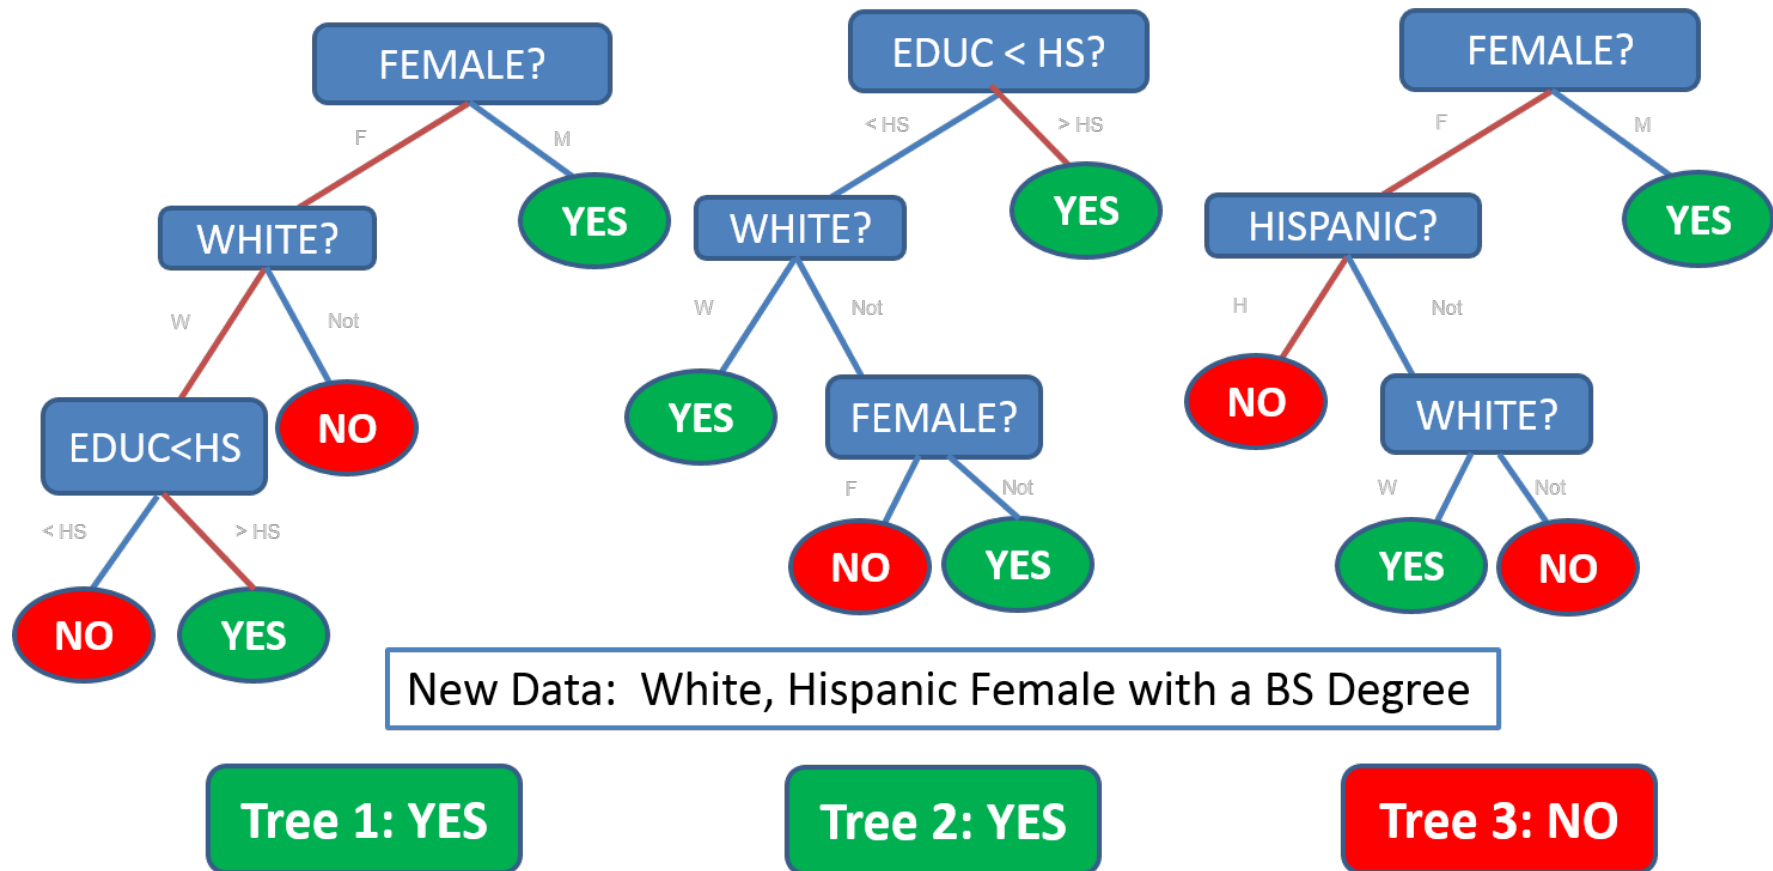 FEMALE?
F
M
WHITE?
YES
W
Not
EDUC<HS
NO
< HS
> HS
NO
YES
EDUC < HS?
< HS
> HS
WHITE?
YES
W
Not
YES
FEMALE?
F
Not
NO
YES
FEMALE?
F
M
HISPANIC?
YES
H
Not
NO
WHITE?
W
Not
YES
NO
New Data:  White, Hispanic Female with a BS Degree
Tree 1: YES
Tree 2: YES
Tree 3: NO